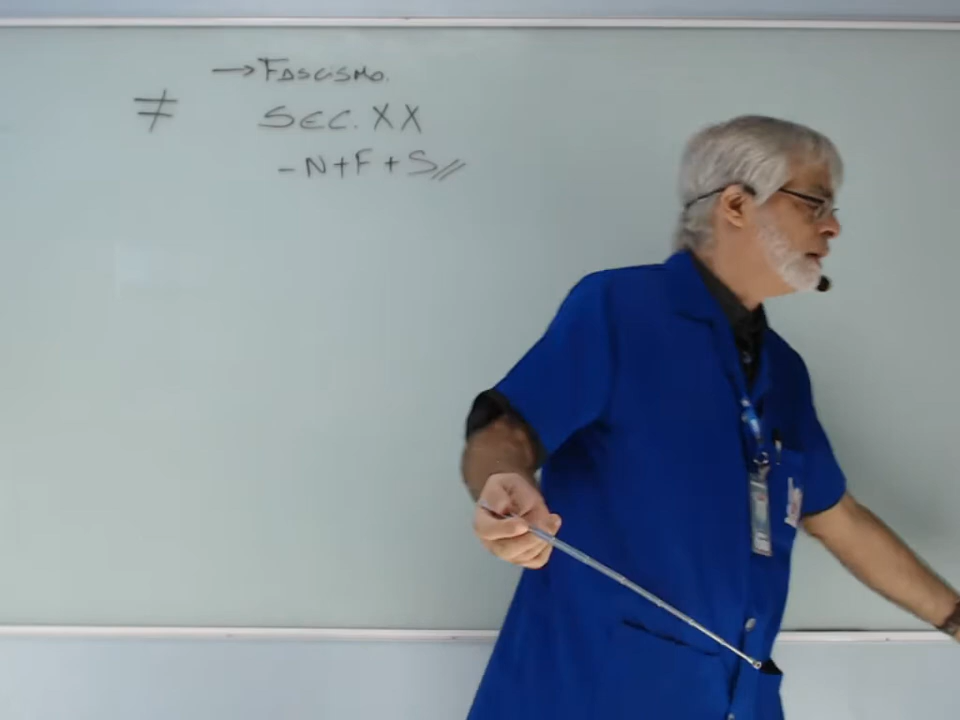 → FASCISMO.
≠ SEC. XX
- N + F + S //